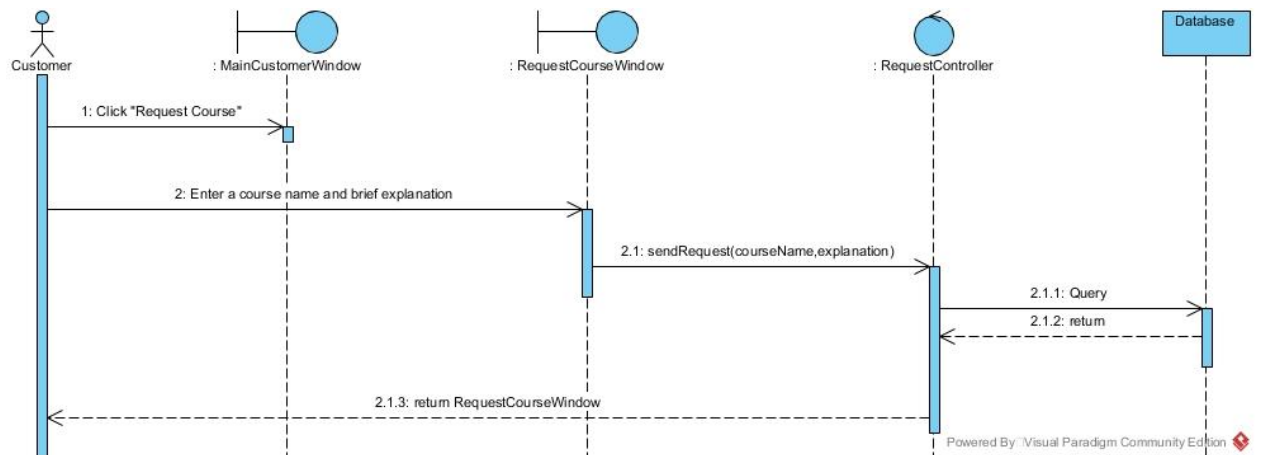 Database
Customer
: MainCustomerWindow
: RequestCourseWindow
: RequestController
1: Click "Request Course"
2: Enter a course name and brief explanation
2.1: sendRequest(courseName,explanation)
2.1.1: Query
2.1.2: return
2.1.3: return RequestCourseWindow
Powered By Visual Paradigm Community Edition